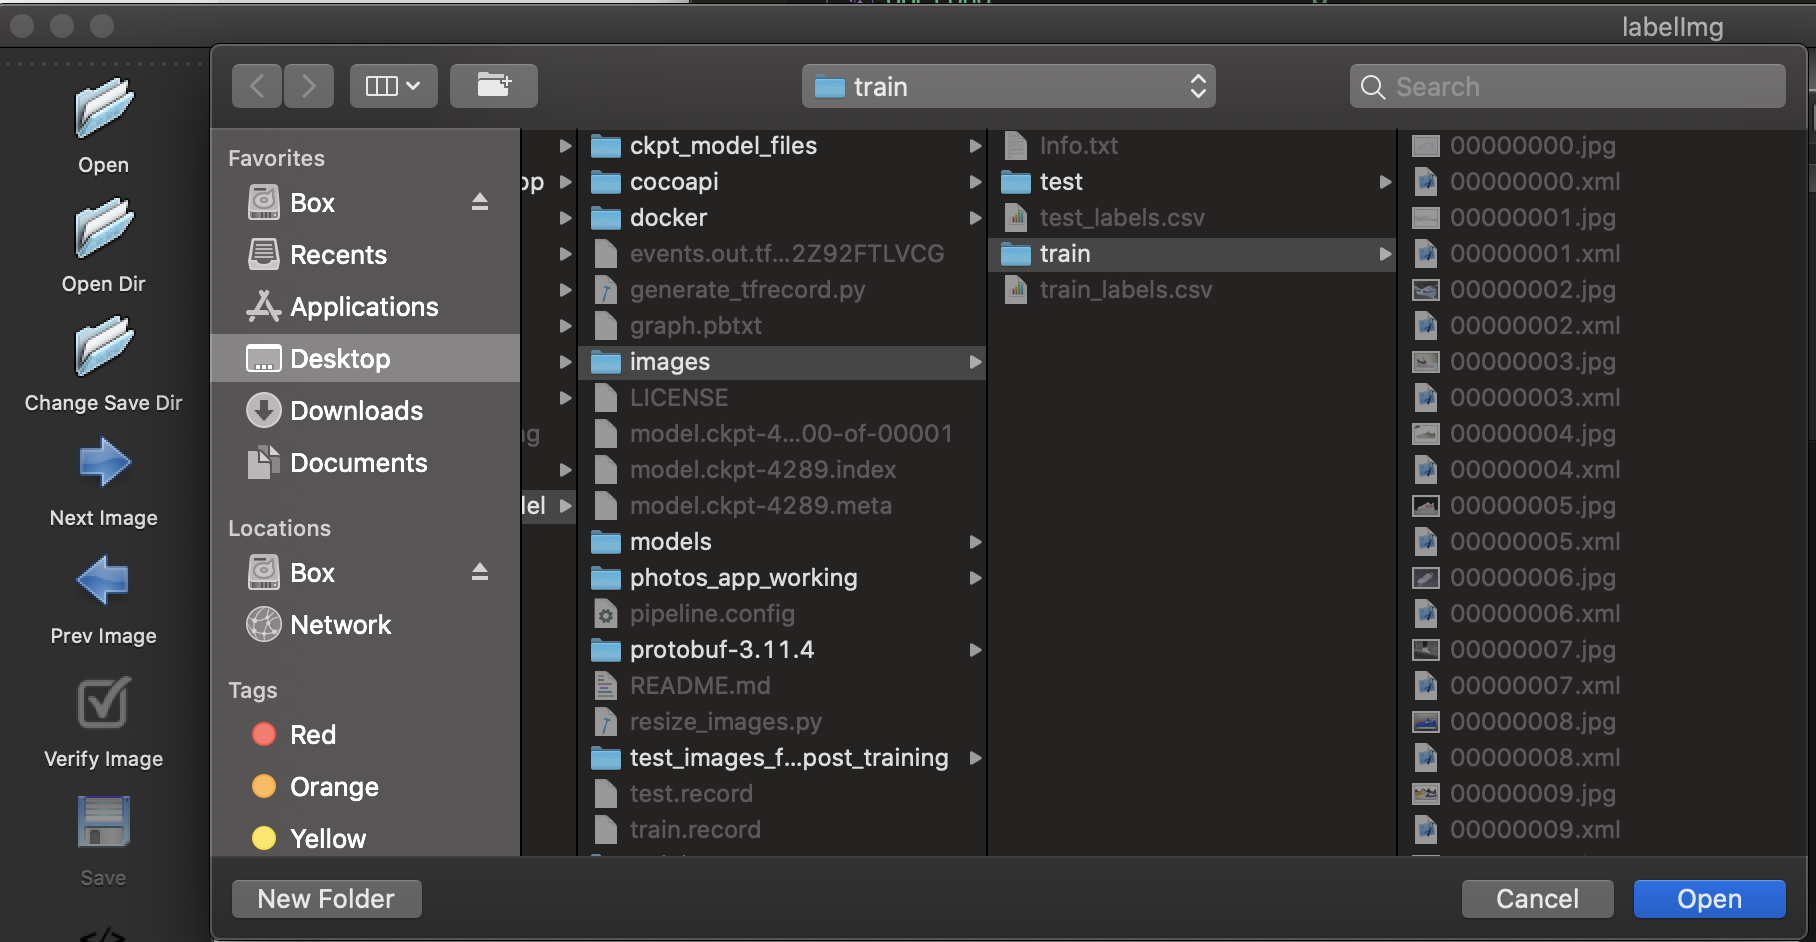 labelImg
Open
Open Dir
Change Save Dir
Next Image
Prev Image
Verify Image
Save
train
Search
Favorites
Box
Recents
Applications
Desktop
Downloads
Documents
Locations
Box
Network
Tags
Red
Orange
Yellow
ckpt_model_files
cocoapi
docker
events.out.tf...2Z92FTLVCG
generate_tfrecord.py
graph.pbtxt
images
LICENSE
model.ckpt-4...00-of-00001
model.ckpt-4289.index
model.ckpt-4289.meta
models
photos_app_working
pipeline.config
protobuf-3.11.4
README.md
resize_images.py
test_images_f...post_training
test.record
train.record
Info.txt
test
test_labels.csv
train
train_labels.csv
00000000.jpg
00000000.xml
00000001.jpg
00000001.xml
00000002.jpg
00000002.xml
00000003.jpg
00000003.xml
00000004.jpg
00000004.xml
00000005.jpg
00000005.xml
00000006.jpg
00000006.xml
00000007.jpg
00000007.xml
00000008.jpg
00000008.xml
00000009.jpg
00000009.xml
New Folder
Cancel
Open